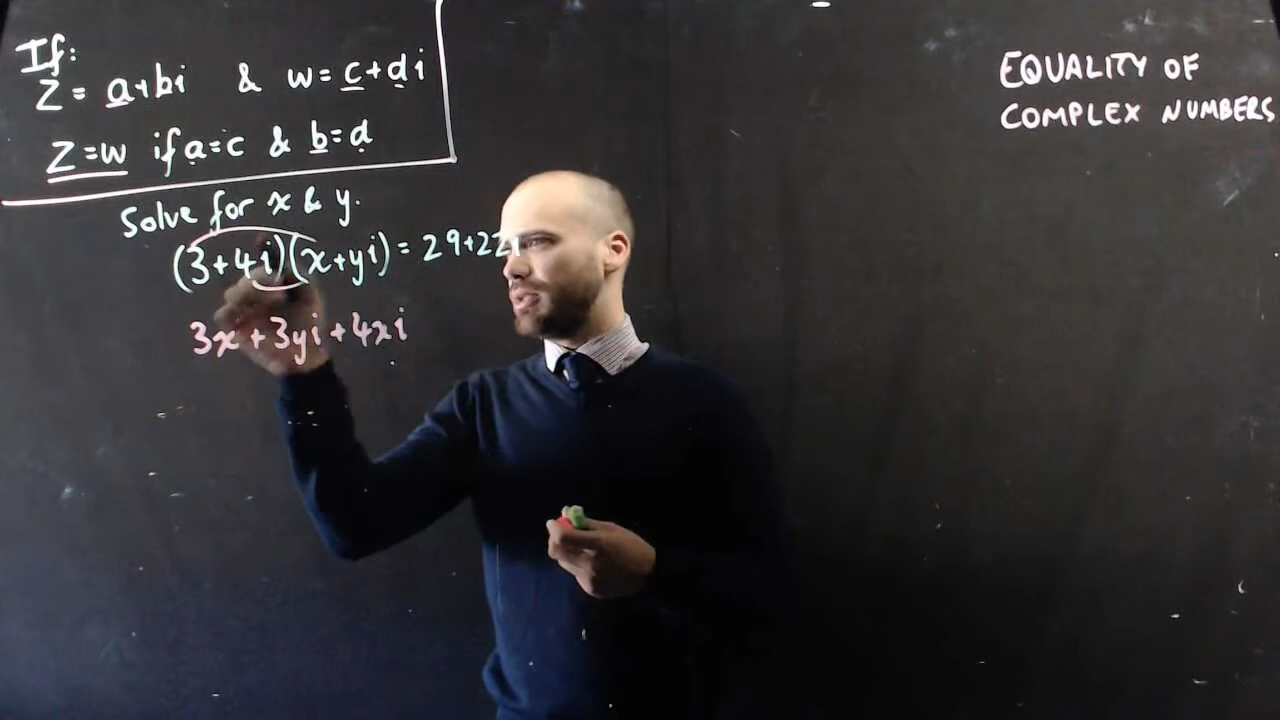 If:
Z = a+bi & w = c+di
Z=w if a=c & b=d
Solve for x & y.
(3+4i)(x+yi) = 29+22i
3x+3yi+4xi
EQUALITY OF
COMPLEX NUMBERS